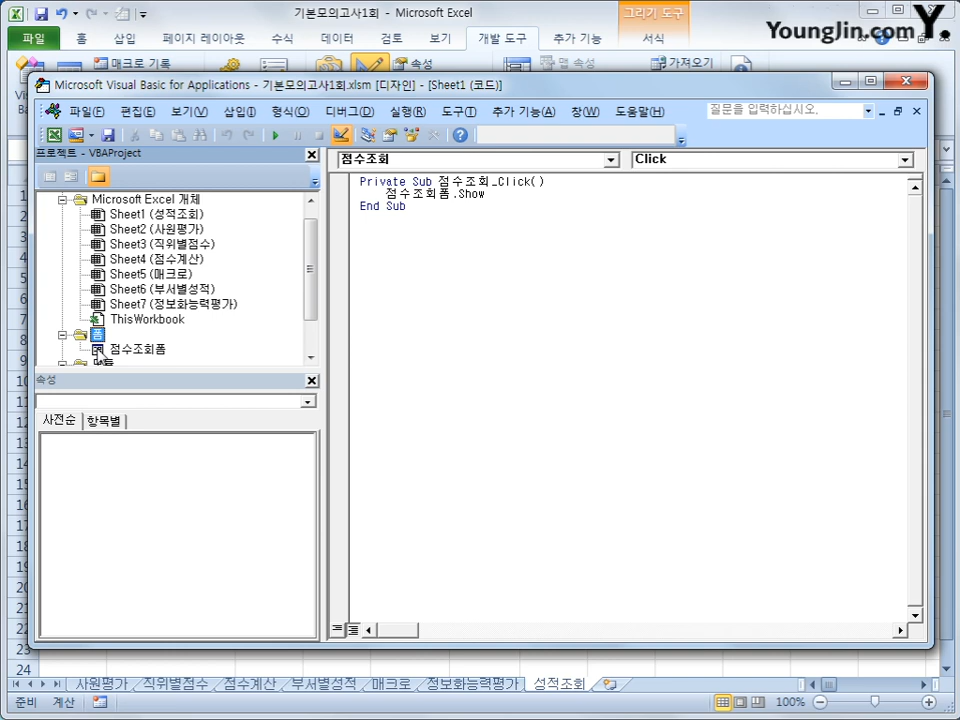 기본모의고사1회 - Microsoft Excel
그리기 도구
Younglin.com Y.
파일 홈 삽입 페이지 레이아웃 수식 데이터 검토 보기 개발 도구 추가 기능 서식
매크로 기록 속성 맵 속성 가져오기
Microsoft Visual Basic for Applications - 기본모의고사1회.xlsm [디자인] - [Sheet1 (코드)]
파일(F) 편집(E) 보기(V) 삽입(I) 형식(O) 디버그(D) 실행(R) 도구(T) 추가 기능(A) 창(W) 도움말(H) 질문을 입력하십시오.
프로젝트 - VBAProject
점수조회 Click
Private Sub 점수조회_Click()
점수조회폼.Show
End Sub
Microsoft Excel 개체
Sheet1 (성적조회)
Sheet2 (사원평가)
Sheet3 (직위별점수)
Sheet4 (점수계산)
Sheet5 (매크로)
Sheet6 (부서별성적)
Sheet7 (정보화능력평가)
ThisWorkbook
폼
점수조회폼
속성
사전순 항목별
23
24
사원평가 직위별점수 점수계산 부서별성적 매크로 정보화능력평가 성적조회
준비 계산 100%